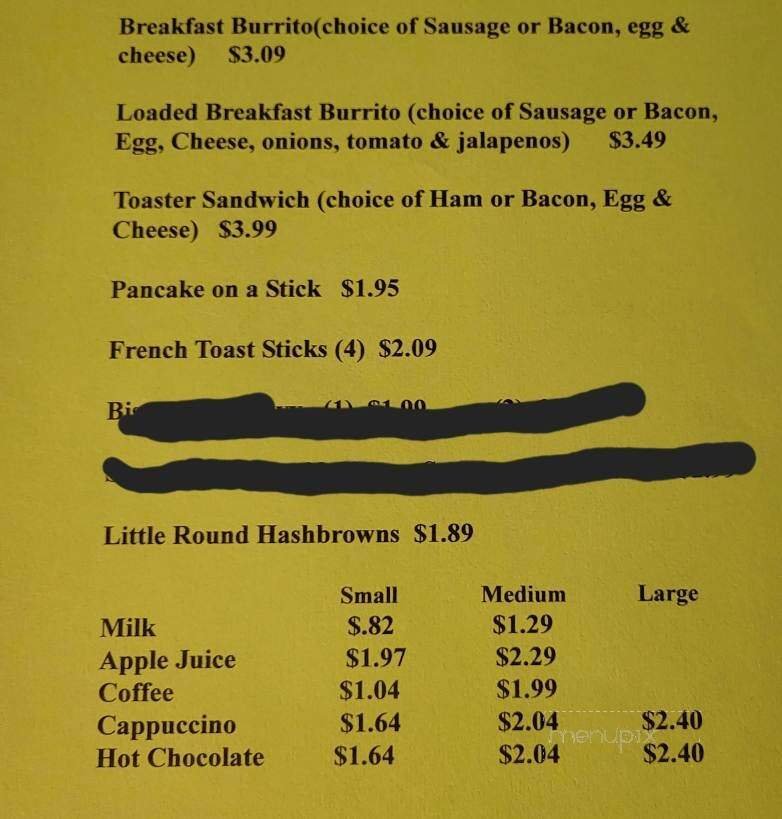 Breakfast Burrito(choice of Sausage or Bacon, egg &
cheese) $3.09
Loaded Breakfast Burrito (choice of Sausage or Bacon,
Egg, Cheese, onions, tomato & jalapenos) $3.49
Toaster Sandwich (choice of Ham or Bacon, Egg &
Cheese) $3.99
Pancake on a Stick $1.95
French Toast Sticks (4) $2.09
Little Round Hashbrowns $1.89
Small Medium Large
Milk $.82 $1.29
Apple Juice $1.97 $2.29
Coffee $1.04 $1.99
Cappuccino $1.64 $2.04 $2.40
menupix
Hot Chocolate $1.64 $2.04 $2.40